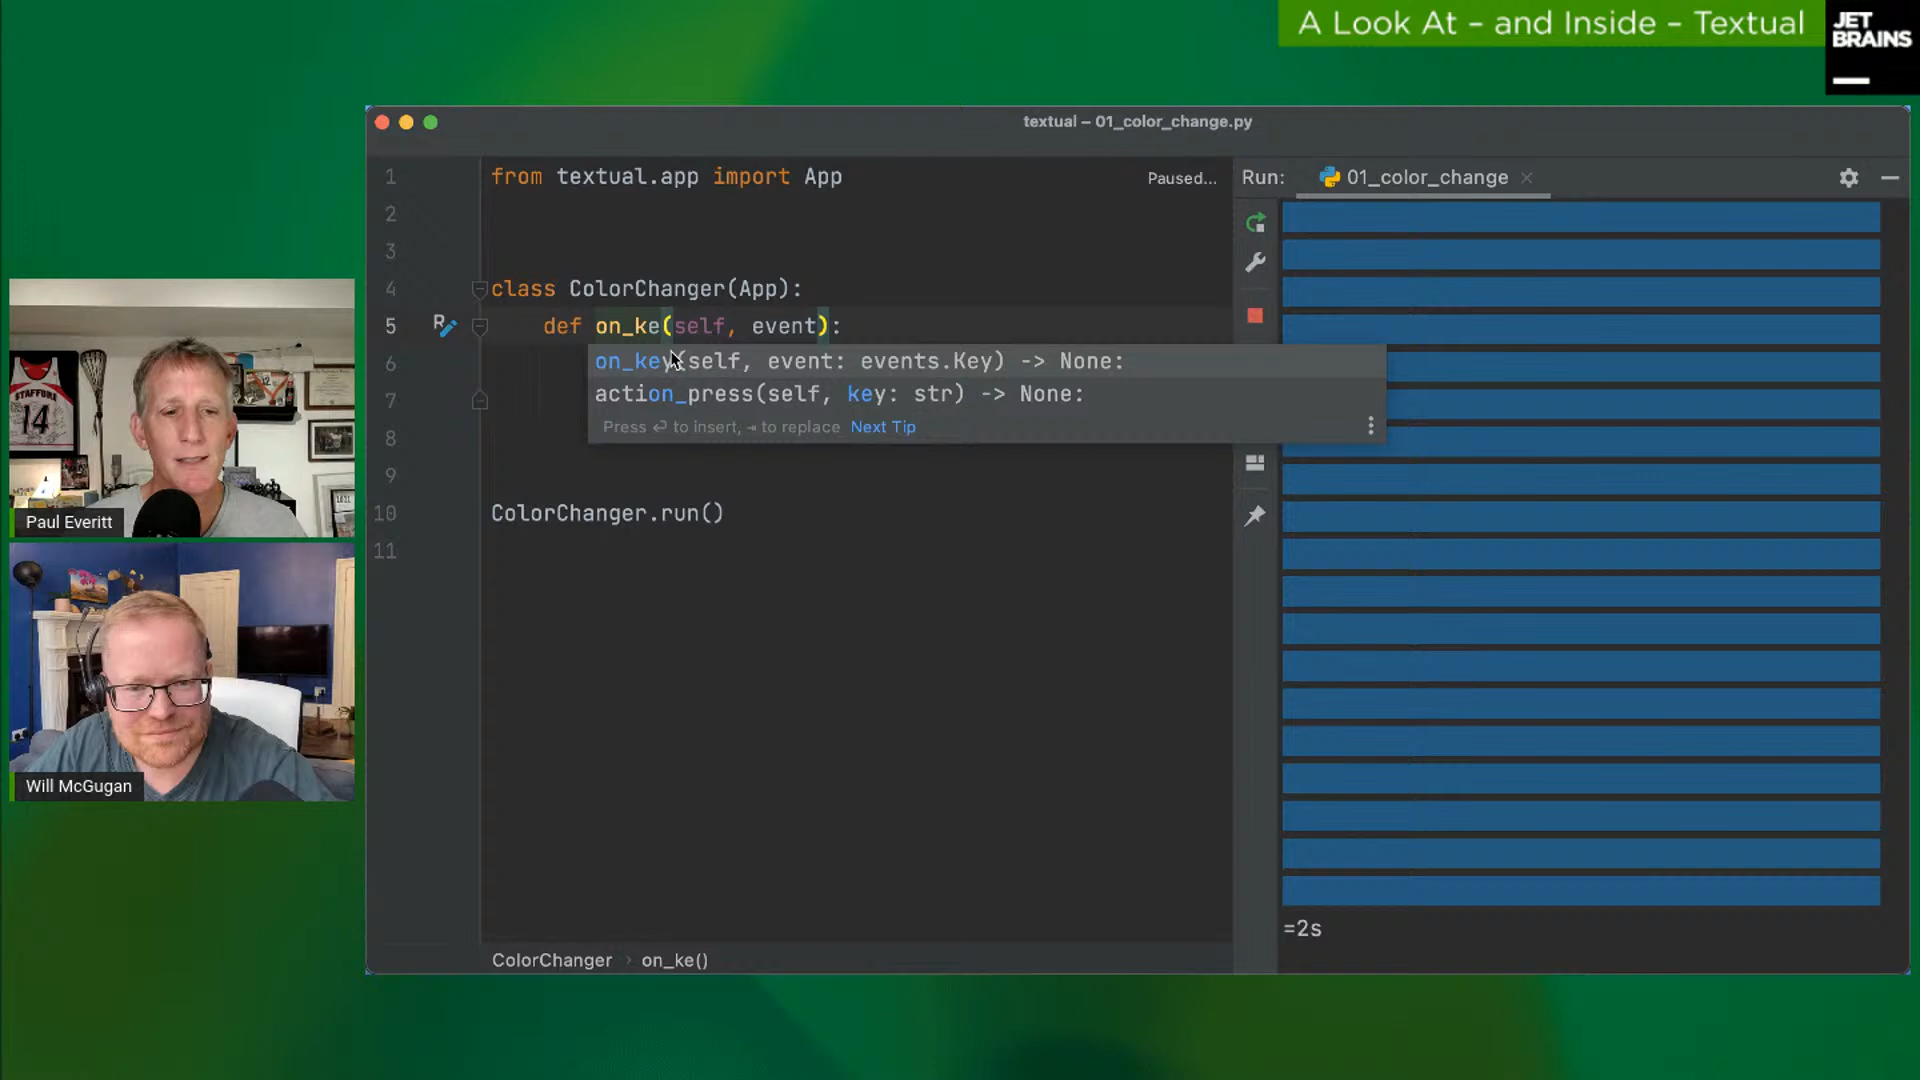 A Look At – and Inside – Textual
JET
BRAINS
textual – 01_color_change.py
1 from textual.app import App
Paused...
Run: 01_color_change
2
3
4 class ColorChanger(App):
5 def on_ke(self, event):
6
on_key(self, event: events.Key) -> None:
7
action_press(self, key: str) -> None:
8
Press ⏎ to insert, ⇥ to replace Next Tip
9
10 ColorChanger.run()
11
STAFFORD
14
Paul Everitt
Will McGugan
=2s
ColorChanger › on_ke()